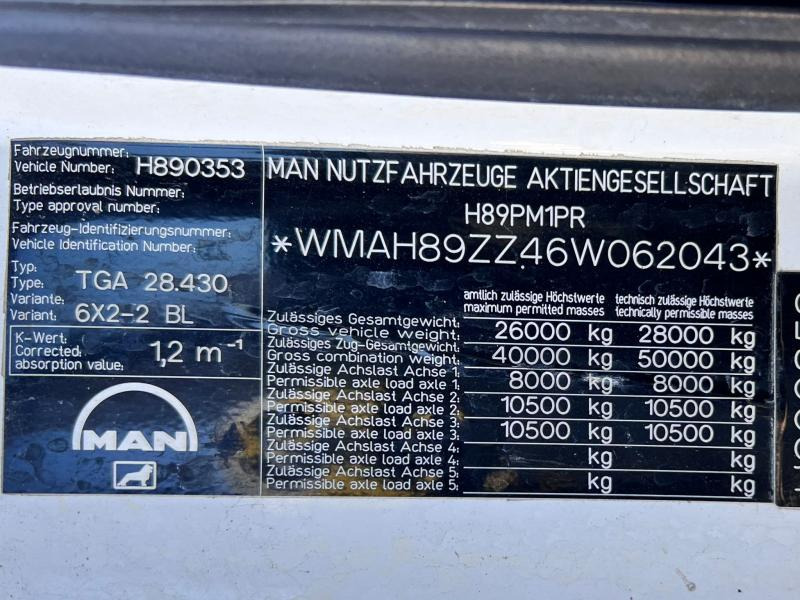 Fahrzeugnummer:
Vehicle Number: H890353
Betriebserlaubnis Nummer:
Type approval number:
Fahrzeug-Identifizierungsnummer:
Vehicle Identification Number:
Typ:
Type: TGA 28.430
Variante:
Variant: 6X2-2 BL
K-Wert:
Corrected absorption value: 1,2 m⁻¹
MAN
MAN NUTZFAHRZEUGE AKTIENGESELLSCHAFT
H89PM1PR
*WMAH89ZZ46W062043*
amtlich zulässige Höchstwerte technisch zulässige Höchstwerte
maximum permitted masses technically permissible masses
Zulässiges Gesamtgewicht:
Gross vehicle weight: 26000 kg 28000 kg
Zulässiges Zug-Gesamtgewicht:
Gross combination weight: 40000 kg 50000 kg
Zulässige Achslast Achse 1:
Permissible axle load axle 1: 8000 kg 8000 kg
Zulässige Achslast Achse 2:
Permissible axle load axle 2: 10500 kg 10500 kg
Zulässige Achslast Achse 3:
Permissible axle load axle 3: 10500 kg 10500 kg
Zulässige Achslast Achse 4:
Permissible axle load axle 4: kg kg
Zulässige Achslast Achse 5:
Permissible axle load axle 5: kg kg